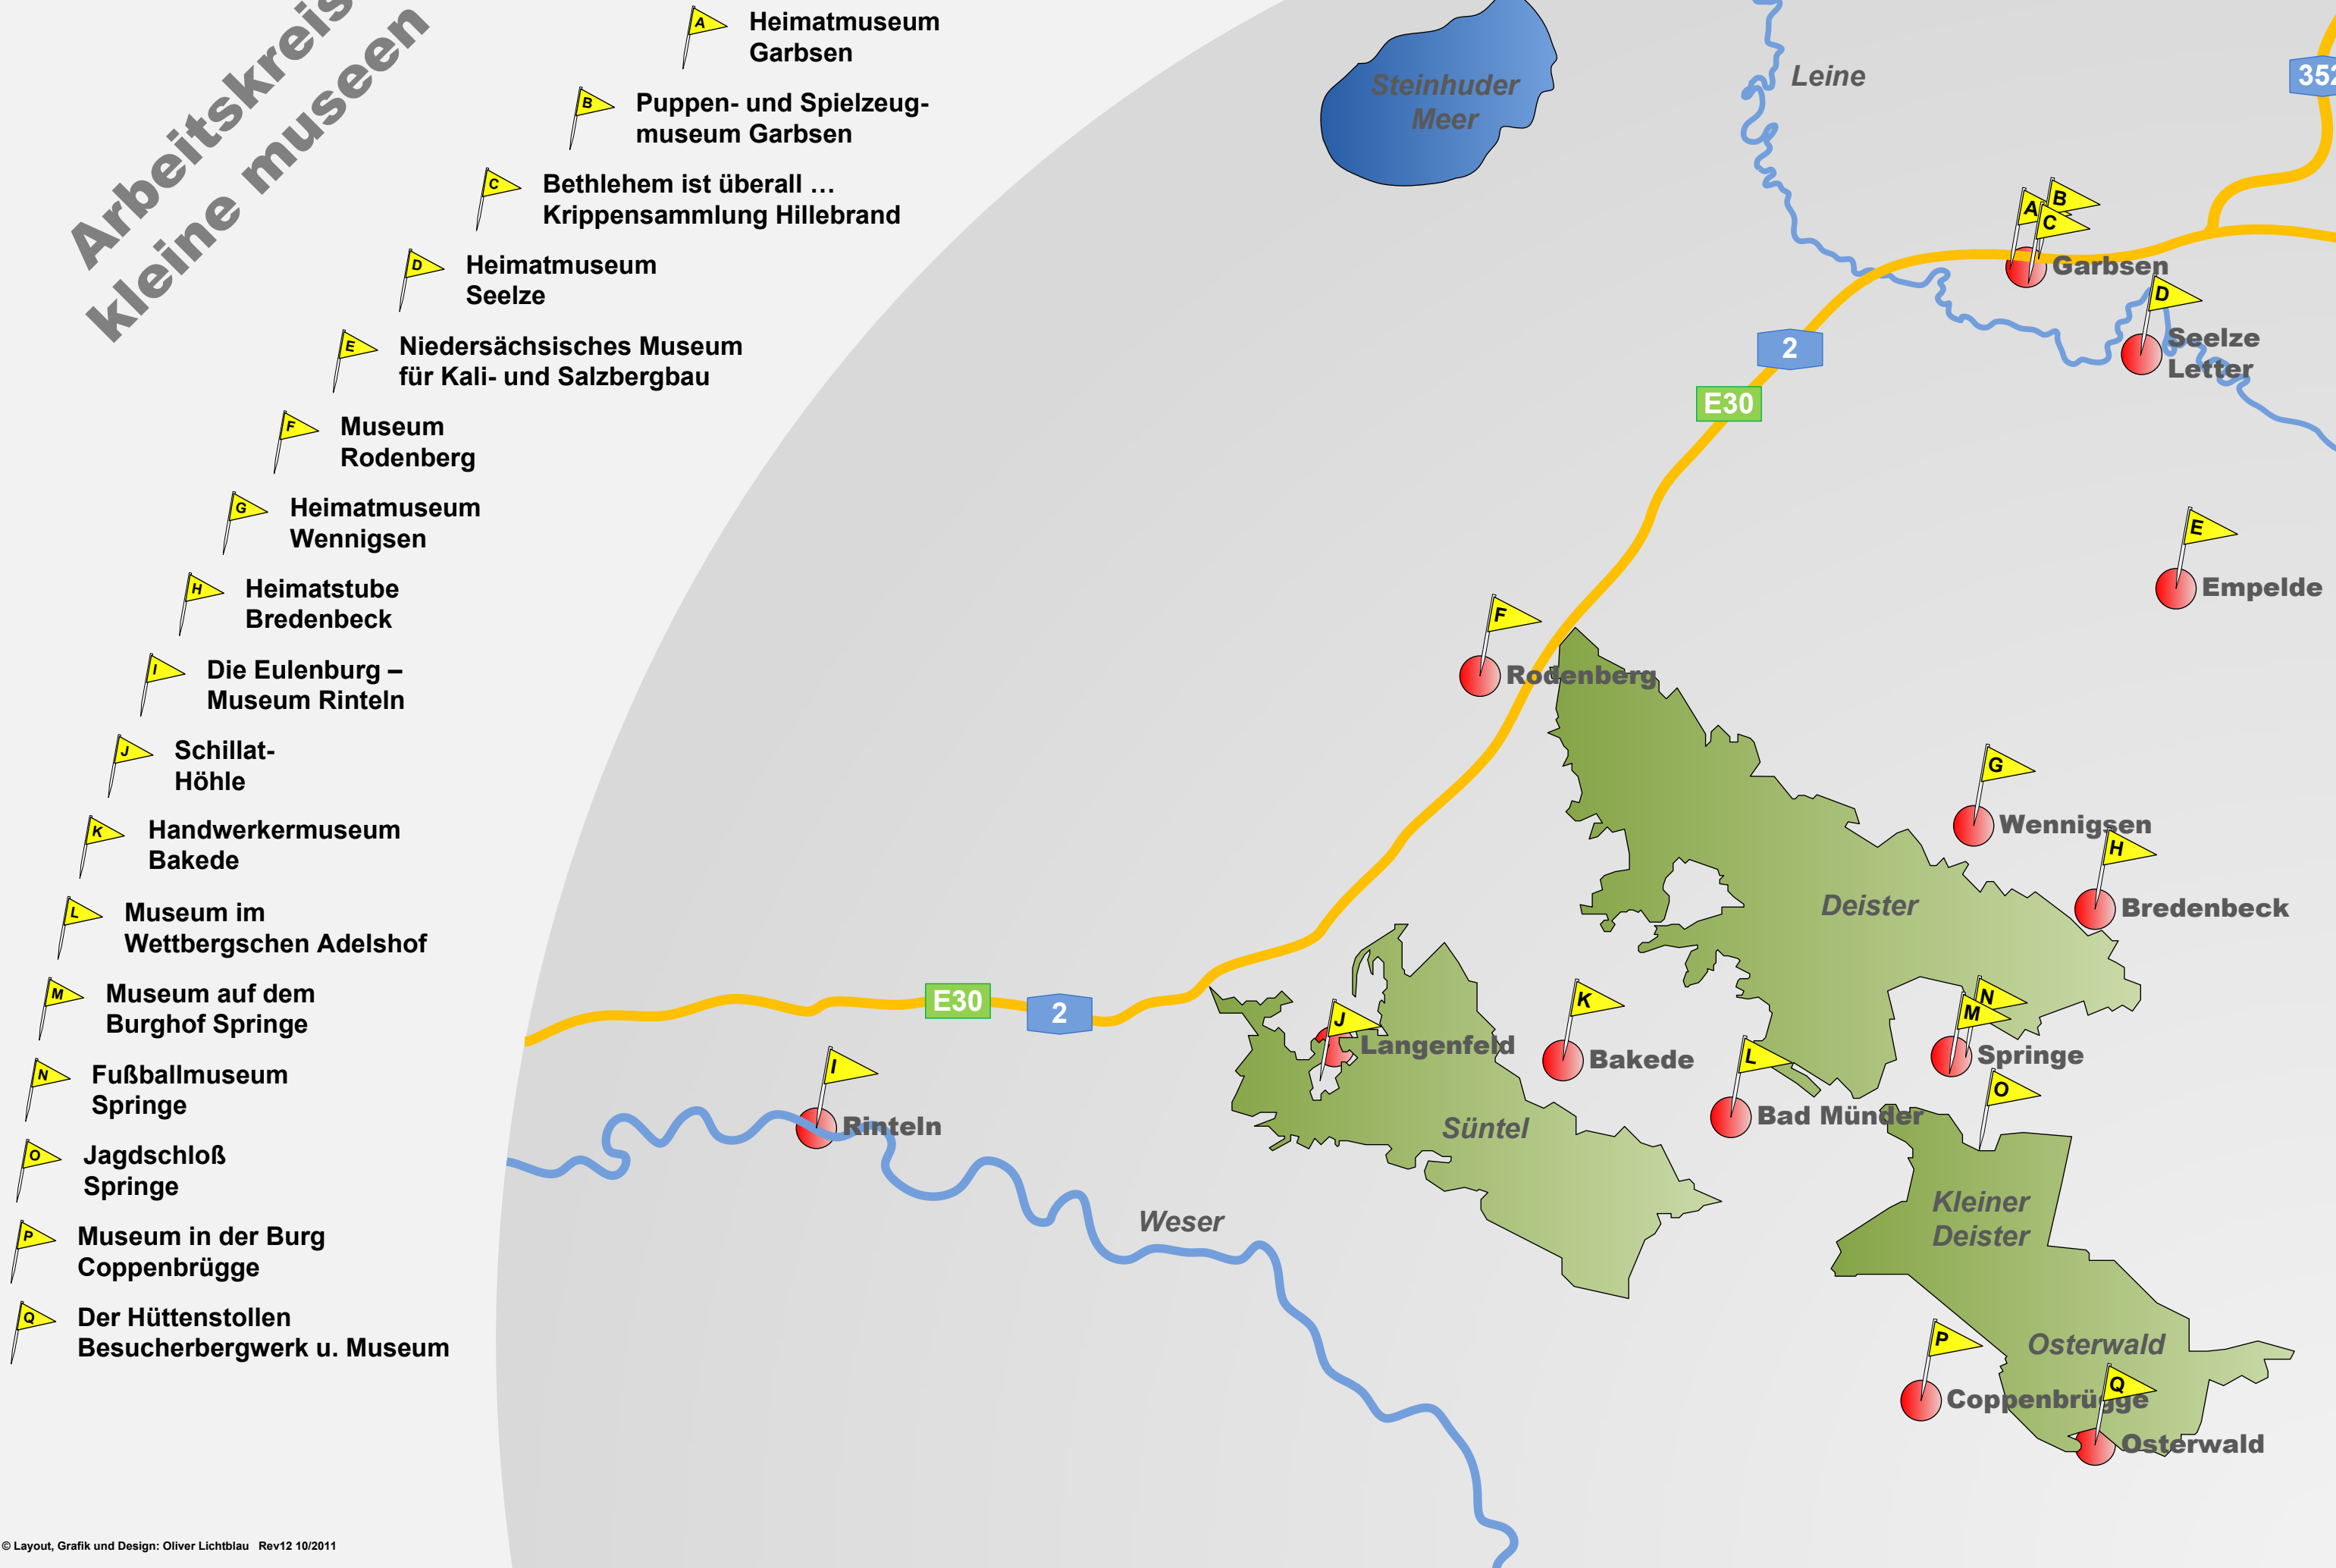 Arbeitskreis
kleine museen
A
Heimatmuseum
Garbsen
B
Puppen- und Spielzeug-
museum Garbsen
C
Bethlehem ist überall …
Krippensammlung Hillebrand
D
Heimatmuseum
Seelze
E
Niedersächsisches Museum
für Kali- und Salzbergbau
F
Museum
Rodenberg
G
Heimatmuseum
Wennigsen
H
Heimatstube
Bredenbeck
I
Die Eulenburg –
Museum Rinteln
J
Schillat-
Höhle
K
Handwerkermuseum
Bakede
L
Museum im
Wettbergschen Adelshof
M
Museum auf dem
Burghof Springe
N
Fußballmuseum
Springe
O
Jagdschloß
Springe
P
Museum in der Burg
Coppenbrügge
Q
Der Hüttenstollen
Besucherbergwerk u. Museum
© Layout, Grafik und Design: Oliver Lichtblau Rev12 10/2011
Steinhuder
Meer
Leine
352
A
B
C
Garbsen
D
Seelze
Letter
2
E30
E
Empelde
F
Rodenberg
G
Wennigsen
H
Bredenbeck
Deister
E30
2
J
Langenfeld
K
Bakede
L
Bad Münder
N
M
Springe
O
I
Rinteln
Süntel
Weser
Kleiner
Deister
Osterwald
P
Coppenbrügge
Q
Osterwald